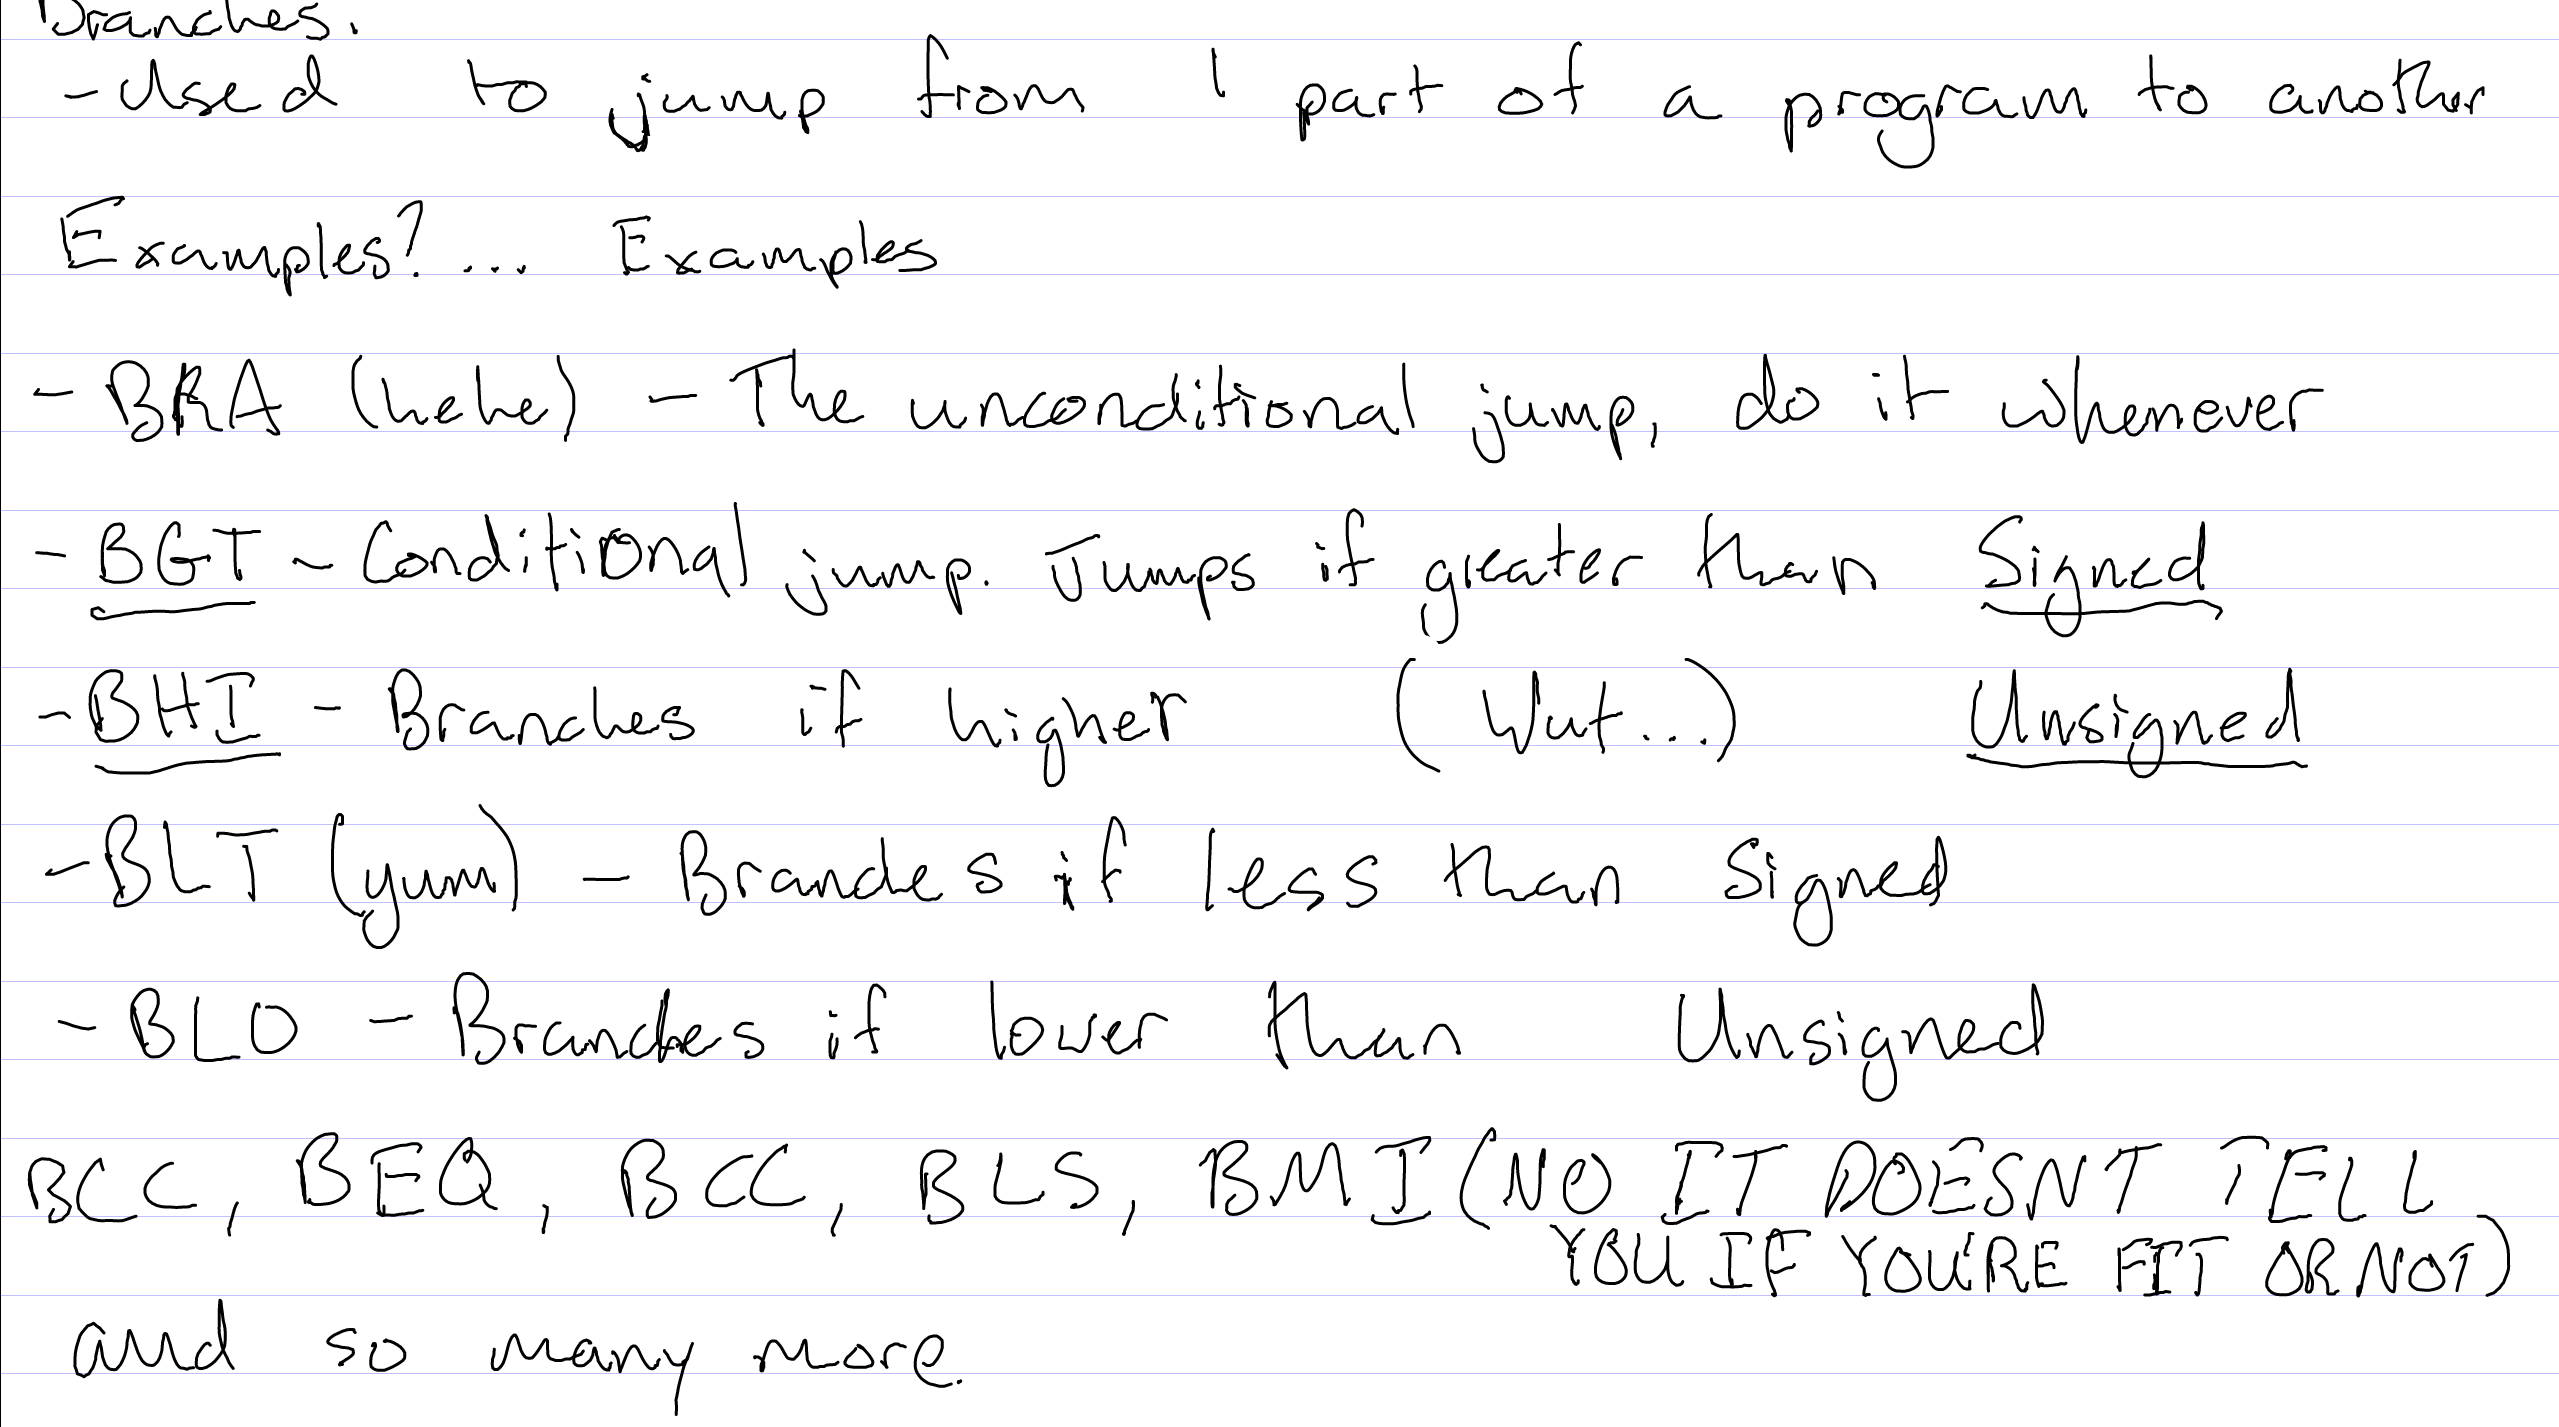 Branches.
- Used to jump from 1 part of a program to another
Examples?... Examples
- BRA (hehe) - The unconditional jump, do it whenever
- BGT - Conditional jump. Jumps if greater than Signed
- BHI - Branches if higher (Wut...) Unsigned
- BLT (yum) - Branches if less than Signed
- BLO - Branches if lower than Unsigned
BCC, BEQ, BCC, BLS, BMI (NO IT DOESNT TELL
YOU IF YOU'RE FIT OR NOT)
and so many more.